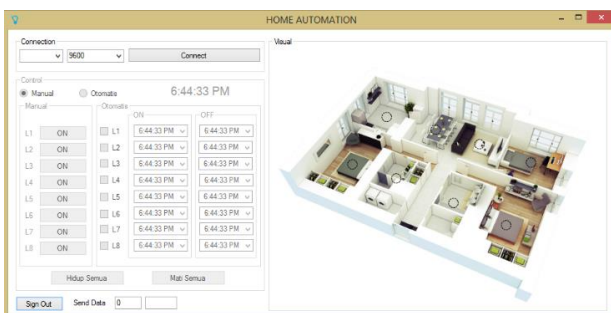 HOME AUTOMATION
Connection
9600 Connect
Control
Manual Otomatis 6:44:33 PM
Manual Otomatis
ON OFF
L1 ON L1 6:44:33 PM 6:44:33 PM
L2 ON L2 6:44:33 PM 6:44:33 PM
L3 ON L3 6:44:33 PM 6:44:33 PM
L4 ON L4 6:44:33 PM 6:44:33 PM
L5 ON L5 6:44:33 PM 6:44:33 PM
L6 ON L6 6:44:33 PM 6:44:33 PM
L7 ON L7 6:44:33 PM 6:44:33 PM
L8 ON L8 6:44:33 PM 6:44:33 PM
Hidup Semua Mati Semua
Sign Out Send Data 0
Visual